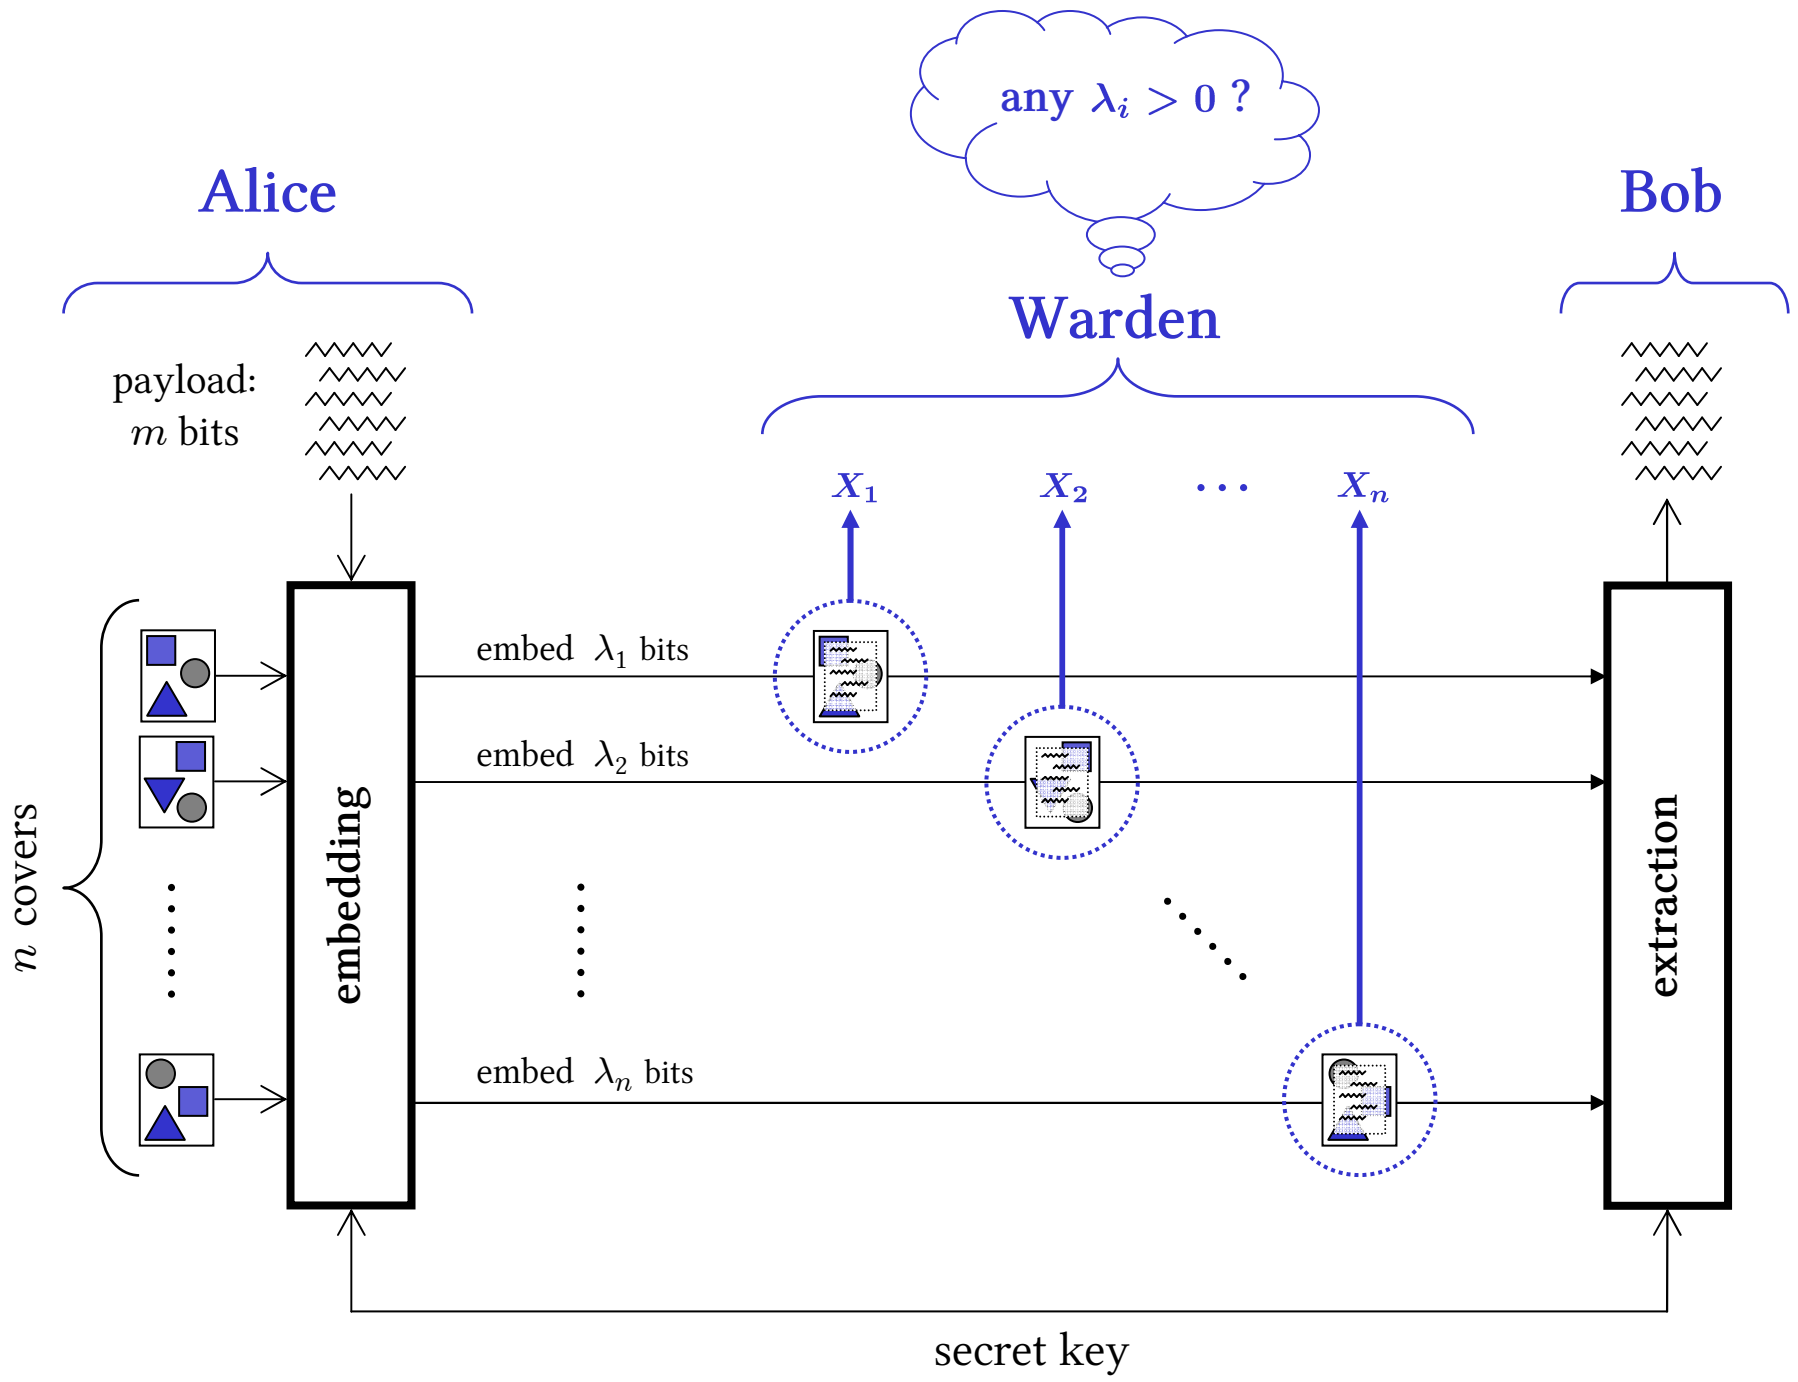 any λᵢ > 0 ?
Alice
Bob
Warden
payload:
m bits
X₁
X₂
···
Xₙ
embed λ₁ bits
embed λ₂ bits
embed λₙ bits
n covers
embedding
extraction
secret key